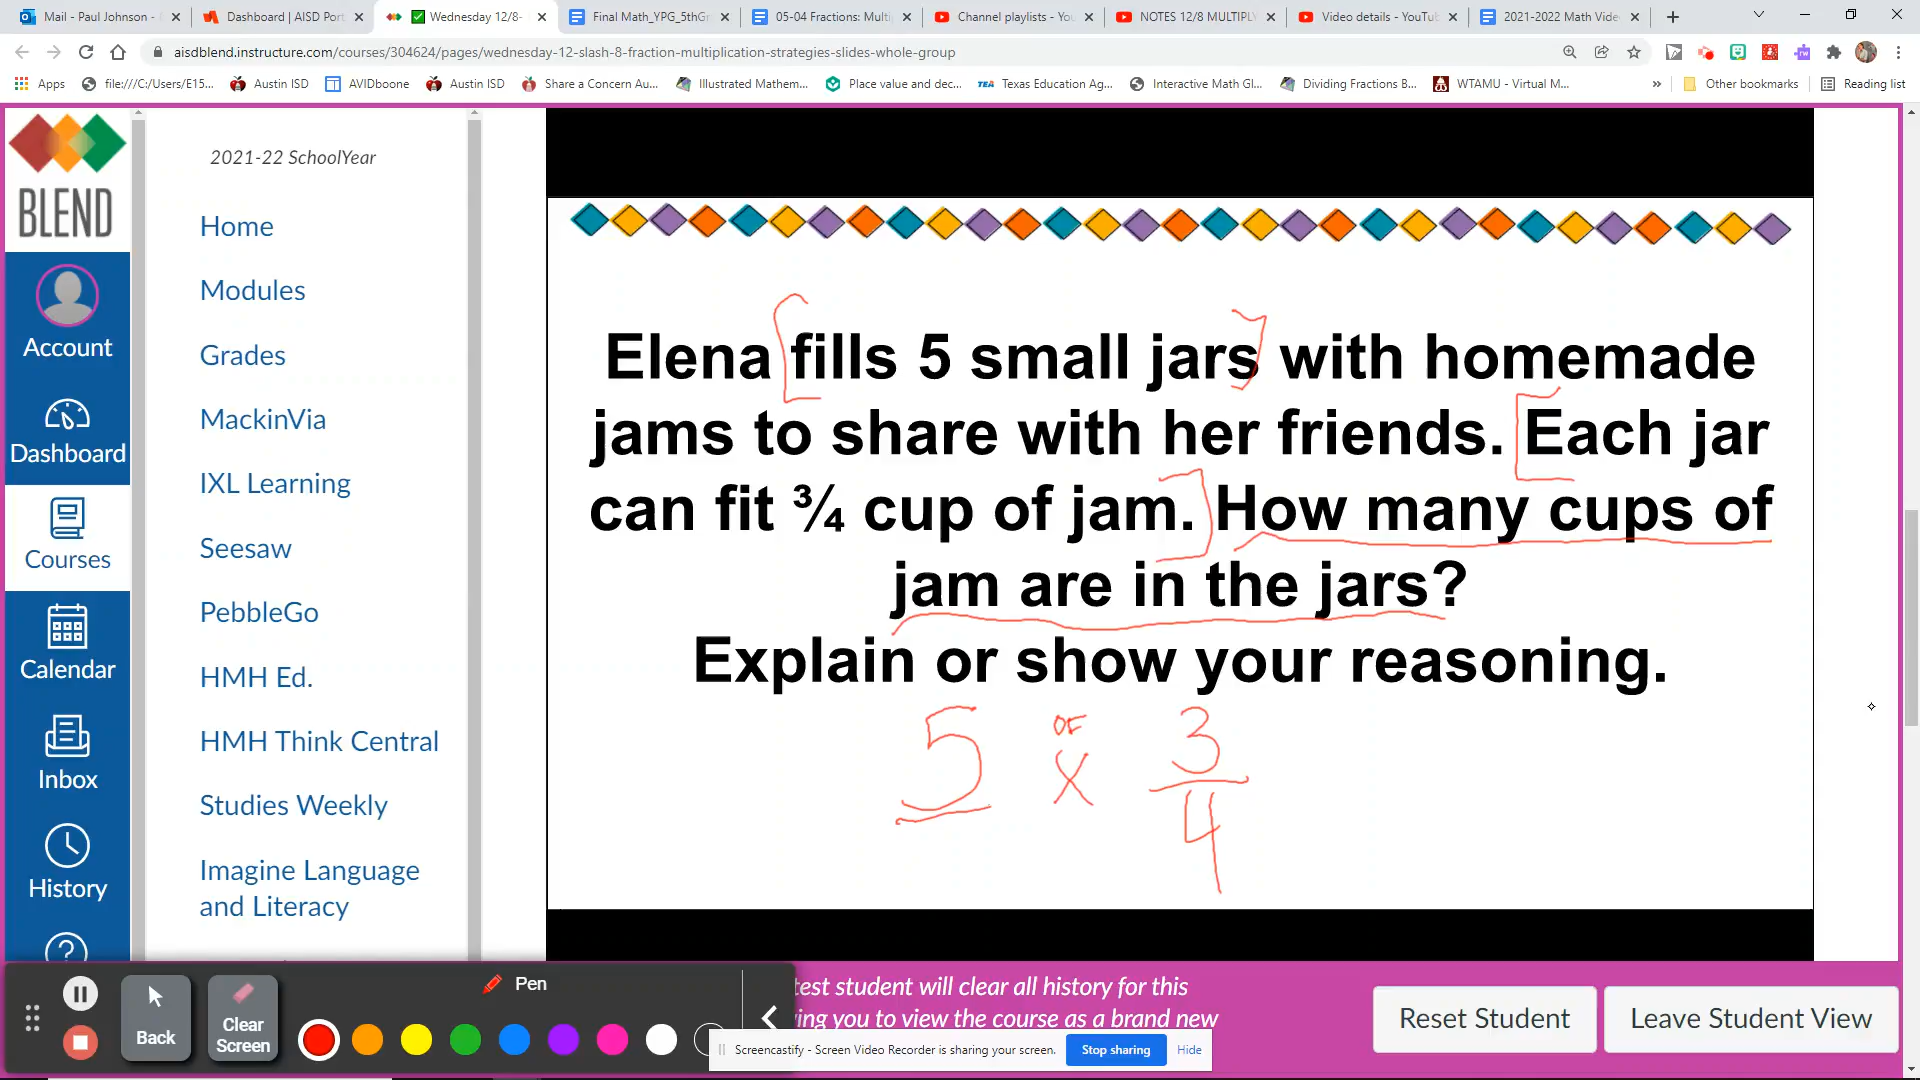 Mail - Paul Johnson -
Dashboard | AISD Port
Wednesday 12/8-
Final Math_YPG_5thGr
05-04 Fractions: Multi
Channel playlists - You
NOTES 12/8 MULTIPLY
Video details - YouTub
2021-2022 Math Vide
aisdblend.instructure.com/courses/304624/pages/wednesday-12-slash-8-fraction-multiplication-strategies-slides-whole-group
Apps
file:///C:/Users/E15...
Austin ISD
AVIDboone
Austin ISD
Share a Concern Au...
Illustrated Mathem...
Place value and dec...
TEA Texas Education Ag...
Interactive Math Gl...
Dividing Fractions B...
WTAMU - Virtual M...
»
Other bookmarks
Reading list
BLEND
Account
Dashboard
Courses
Calendar
Inbox
History
2021-22 SchoolYear
Home
Modules
Grades
MackinVia
IXL Learning
Seesaw
PebbleGo
HMH Ed.
HMH Think Central
Studies Weekly
Imagine Language
and Literacy
Elena fills 5 small jars with homemade
jams to share with her friends. Each jar
can fit ¾ cup of jam. How many cups of
jam are in the jars?
Explain or show your reasoning.
OF
5 X 3/4
Back
Clear
Screen
Pen
test student will clear all history for this
ing you to view the course as a brand new
Screencastify - Screen Video Recorder is sharing your screen.
Stop sharing
Hide
Reset Student
Leave Student View